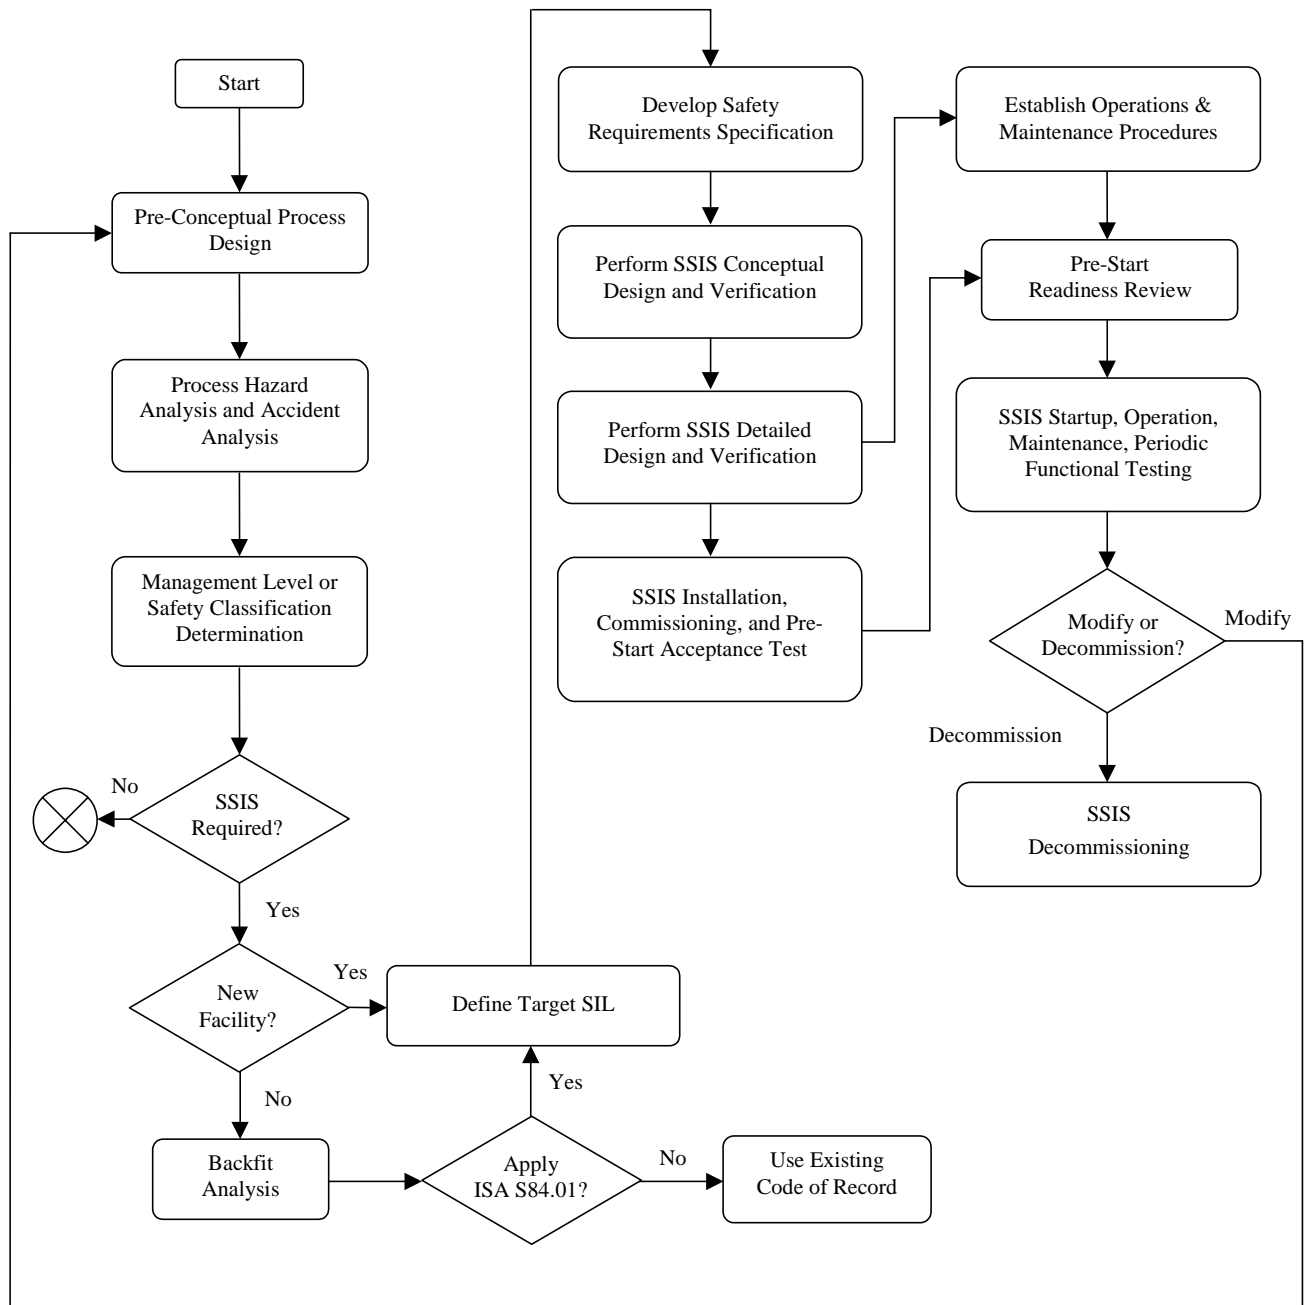 Start
Pre-Conceptual Process
Design
Process Hazard
Analysis and Accident
Analysis
Management Level or
Safety Classification
Determination
SSIS
Required?
No
Yes
New
Facility?
Yes
No
Backfit
Analysis
Apply
ISA S84.01?
Yes
No
Use Existing
Code of Record
Define Target SIL
Develop Safety
Requirements Specification
Perform SSIS Conceptual
Design and Verification
Perform SSIS Detailed
Design and Verification
SSIS Installation,
Commissioning, and Pre-
Start Acceptance Test
Establish Operations &
Maintenance Procedures
Pre-Start
Readiness Review
SSIS Startup, Operation,
Maintenance, Periodic
Functional Testing
Modify or
Decommission?
Modify
Decommission
SSIS
Decommissioning